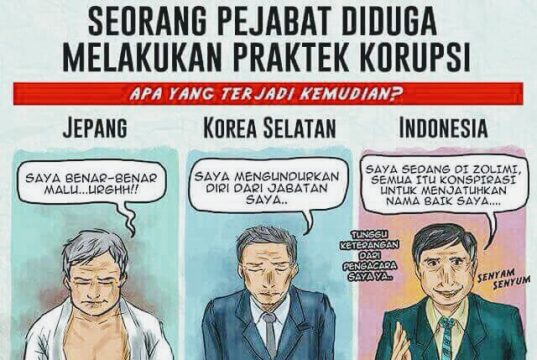 SEORANG PEJABAT DIDUGA
MELAKUKAN PRAKTEK KORUPSI
APA YANG TERJADI KEMUDIAN?
JEPANG
SAYA BENAR-BENAR
MALU...URGHH!!
KOREA SELATAN
SAYA MENGUNDURKAN
DIRI DARI JABATAN
SAYA..
INDONESIA
SAYA SEDANG DI ZOLIMI,
SEMUA ITU KONSPIRASI
UNTUK MENJATUHKAN
NAMA BAIK SAYA....
TUNGGU
KETERANGAN
DARI
PENGACARA
SAYA YA..
SENYAM
SENYUM